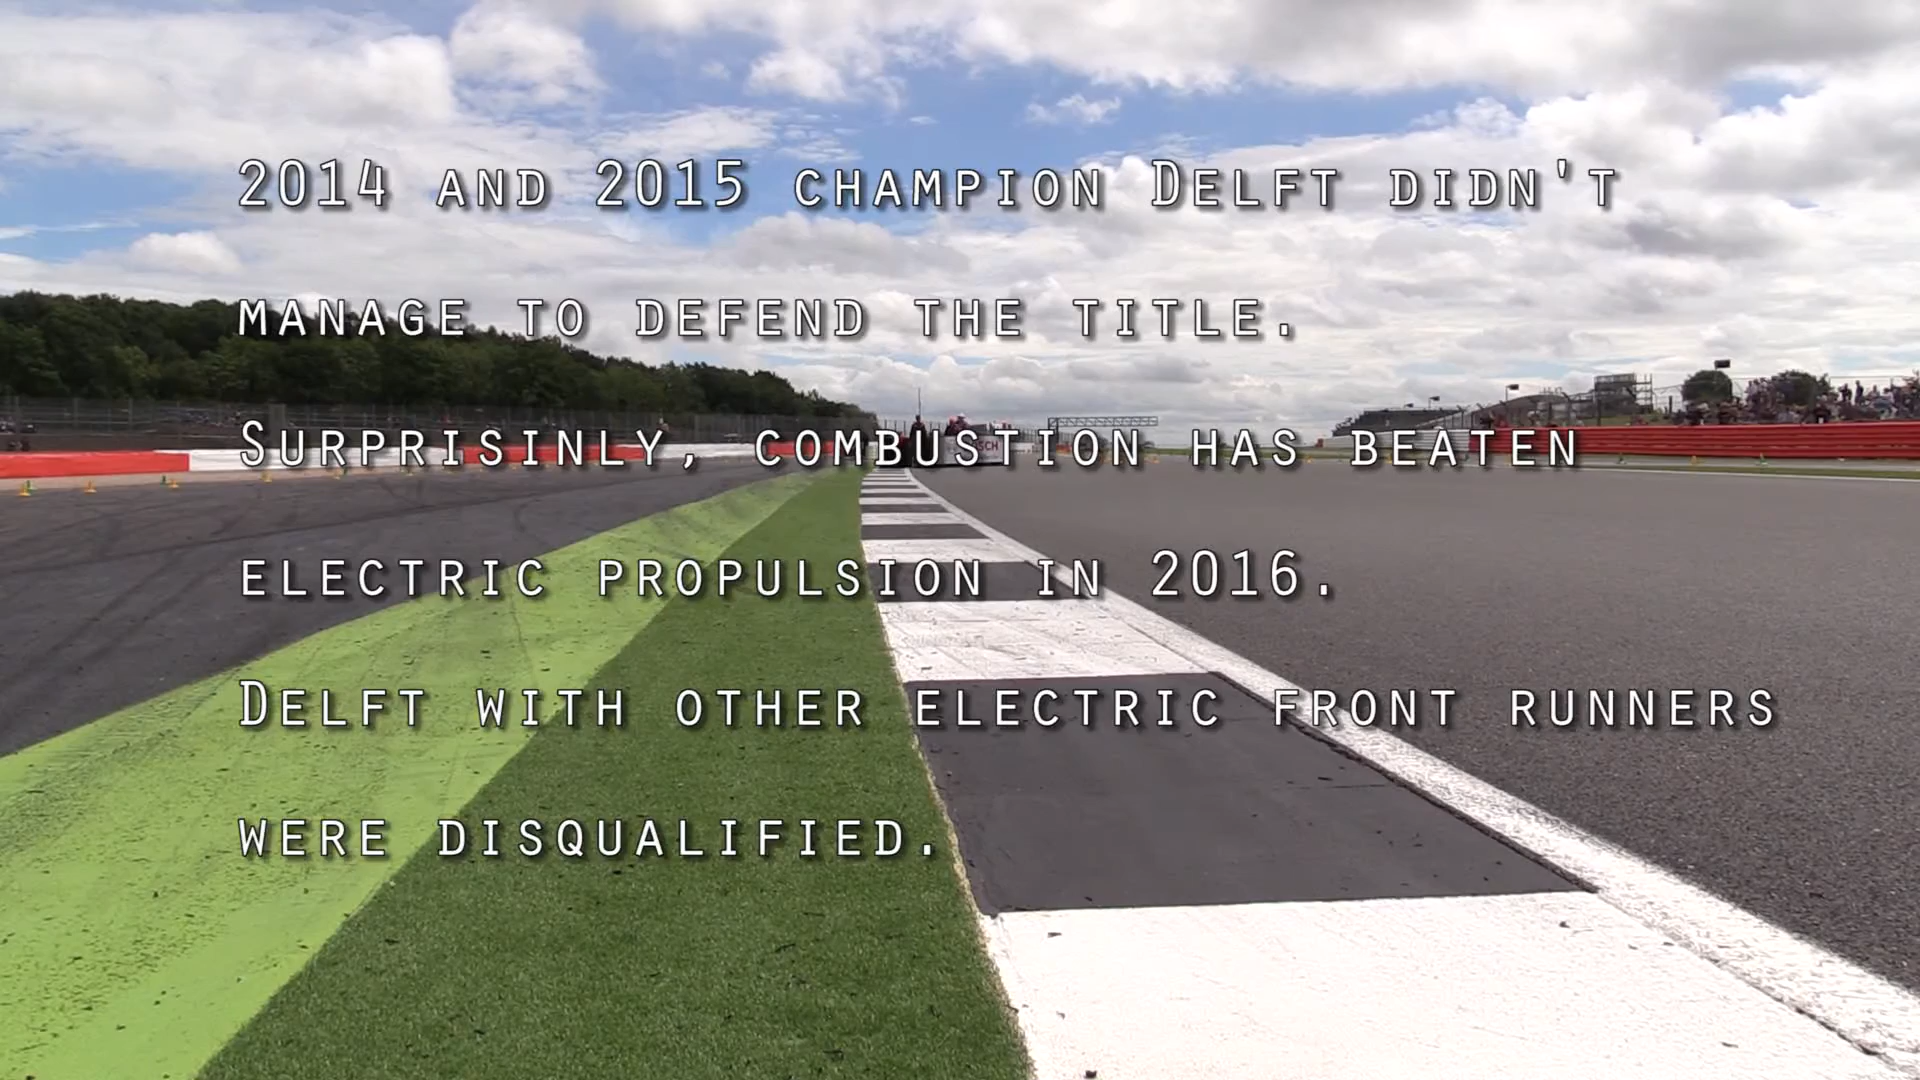 2014 and 2015 champion Delft didn't
manage to defend the title.
Surprisinly, combustion has beaten
electric propulsion in 2016.
Delft with other electric front runners
were disqualified.